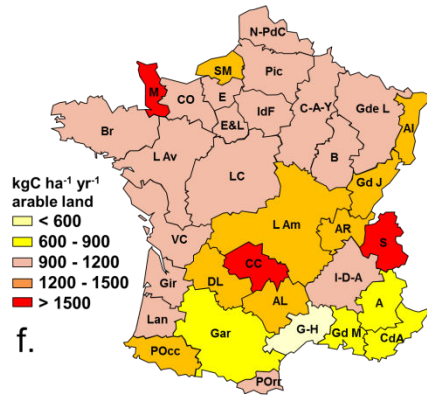 N-PdC
SM
Pic
M
CO
E
IdF
C-A-Y
Gde L
Al
Br
E&L
L Av
LC
B
Gd J
kgC ha⁻¹ yr⁻¹
arable land
< 600
600 - 900
900 - 1200
1200 - 1500
> 1500
L Am
AR
S
VC
CC
I-D-A
Gir
DL
AL
A
Lan
Gar
G-H
Gd M
CdA
POcc
POrr
f.